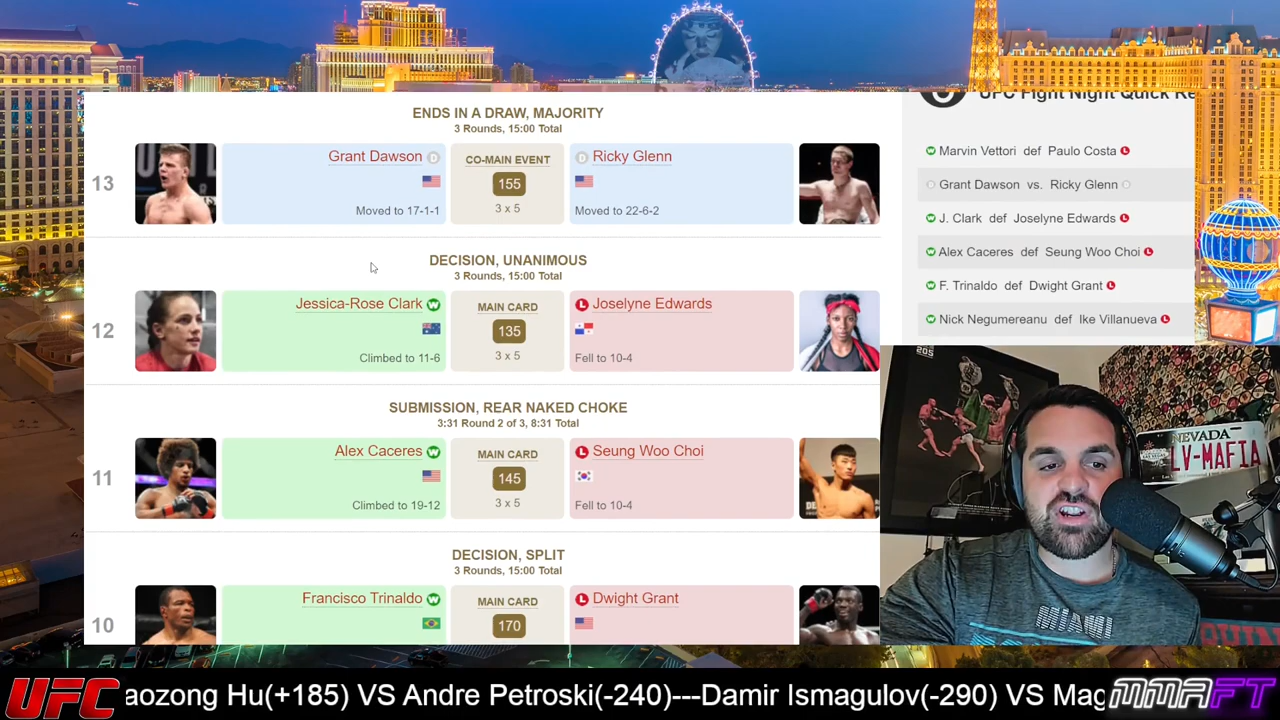 ENDS IN A DRAW, MAJORITY
3 Rounds, 15:00 Total
13
Grant Dawson D
Moved to 17-1-1
CO-MAIN EVENT
155
3 x 5
D Ricky Glenn
Moved to 22-6-2
DECISION, UNANIMOUS
3 Rounds, 15:00 Total
12
Jessica-Rose Clark W
Climbed to 11-6
MAIN CARD
135
3 x 5
L Joselyne Edwards
Fell to 10-4
SUBMISSION, REAR NAKED CHOKE
3:31 Round 2 of 3, 8:31 Total
11
Alex Caceres W
Climbed to 19-12
MAIN CARD
145
3 x 5
L Seung Woo Choi
Fell to 10-4
DECISION, SPLIT
3 Rounds, 15:00 Total
10
Francisco Trinaldo W
MAIN CARD
170
L Dwight Grant
UFC Fight Night Quick Re
W Marvin Vettori def Paulo Costa L
Grant Dawson vs. Ricky Glenn
W J. Clark def Joselyne Edwards L
W Alex Caceres def Seung Woo Choi L
W F. Trinaldo def Dwight Grant L
W Nick Negumereanu def Ike Villanueva L
205
NEVADA
LV-MAFIA
MIAMI
UFC
aozong Hu(+185) VS Andre Petroski(-240)---Damir Ismagulov(-290) VS Mag
MMAFT